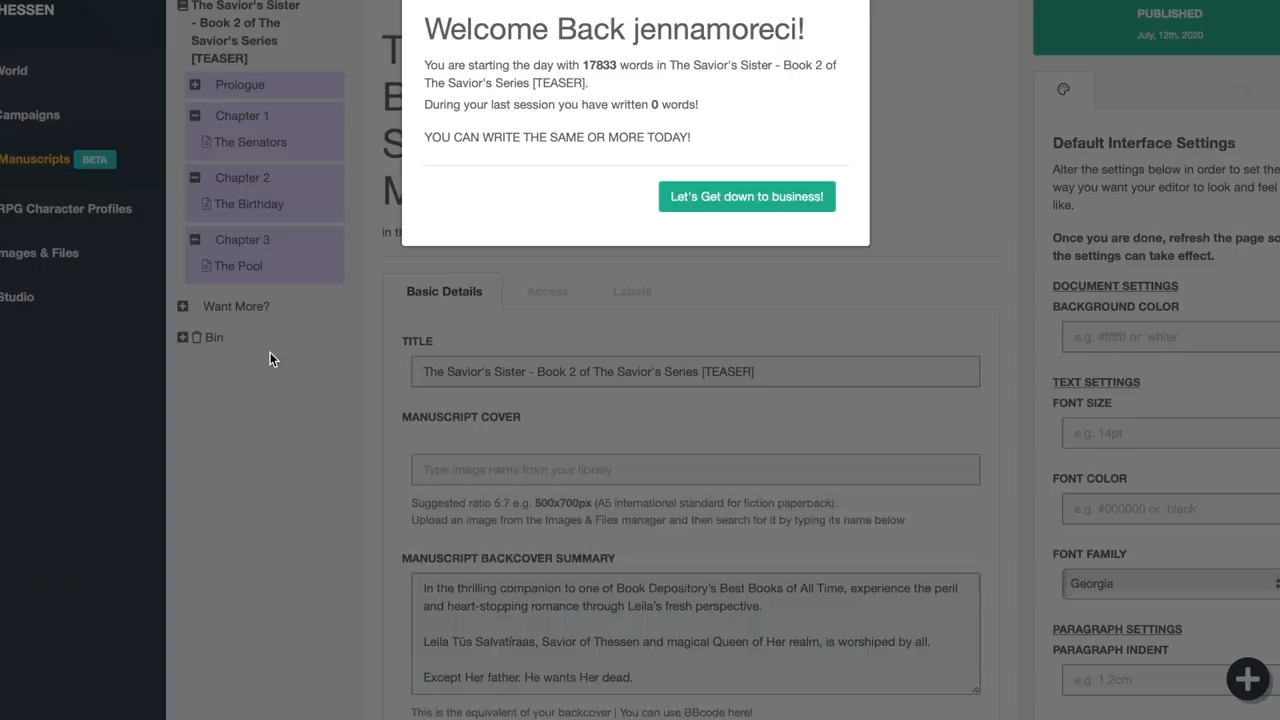 HESSEN
World
Campaigns
Manuscripts BETA
RPG Character Profiles
Images & Files
Studio
The Savior's Sister
- Book 2 of The
Savior's Series
[TEASER]
Prologue
Chapter 1
The Senators
Chapter 2
The Birthday
Chapter 3
The Pool
Want More?
Bin
T
B
S
M
in th
Welcome Back jennamoreci!
You are starting the day with 17833 words in The Savior's Sister - Book 2 of
The Savior's Series [TEASER].
During your last session you have written 0 words!
YOU CAN WRITE THE SAME OR MORE TODAY!
Let's Get down to business!
Basic Details
Access
Labels
TITLE
The Savior's Sister - Book 2 of The Savior's Series [TEASER]
MANUSCRIPT COVER
Type image name from your library
Suggested ratio 5:7 e.g. 500x700px (A5 international standard for fiction paperback).
Upload an image from the Images & Files manager and then search for it by typing its name below
MANUSCRIPT BACKCOVER SUMMARY
In the thrilling companion to one of Book Depository's Best Books of All Time, experience the peril
and heart-stopping romance through Leila's fresh perspective.
Leila Tūs Salvatíraas, Savior of Thessen and magical Queen of Her realm, is worshiped by all.
Except Her father. He wants Her dead.
This is the equivalent of your backcover | You can use BBcode here!
PUBLISHED
July, 12th, 2020
Default Interface Settings
Alter the settings below in order to set the
way you want your editor to look and feel
like.
Once you are done, refresh the page so
the settings can take effect.
DOCUMENT SETTINGS
BACKGROUND COLOR
e.g. #ffffff or 'white'
TEXT SETTINGS
FONT SIZE
e.g. 14pt
FONT COLOR
e.g. #000000 or 'black'
FONT FAMILY
Georgia
PARAGRAPH SETTINGS
PARAGRAPH INDENT
e.g. 1.2cm